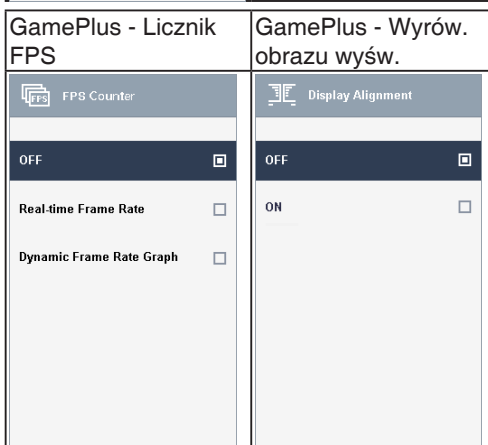 GamePlus - Licznik
FPS
GamePlus - Wyrów.
obrazu wyśw.
FPS
FPS Counter
OFF
Real-time Frame Rate
Dynamic Frame Rate Graph
Display Alignment
OFF
ON